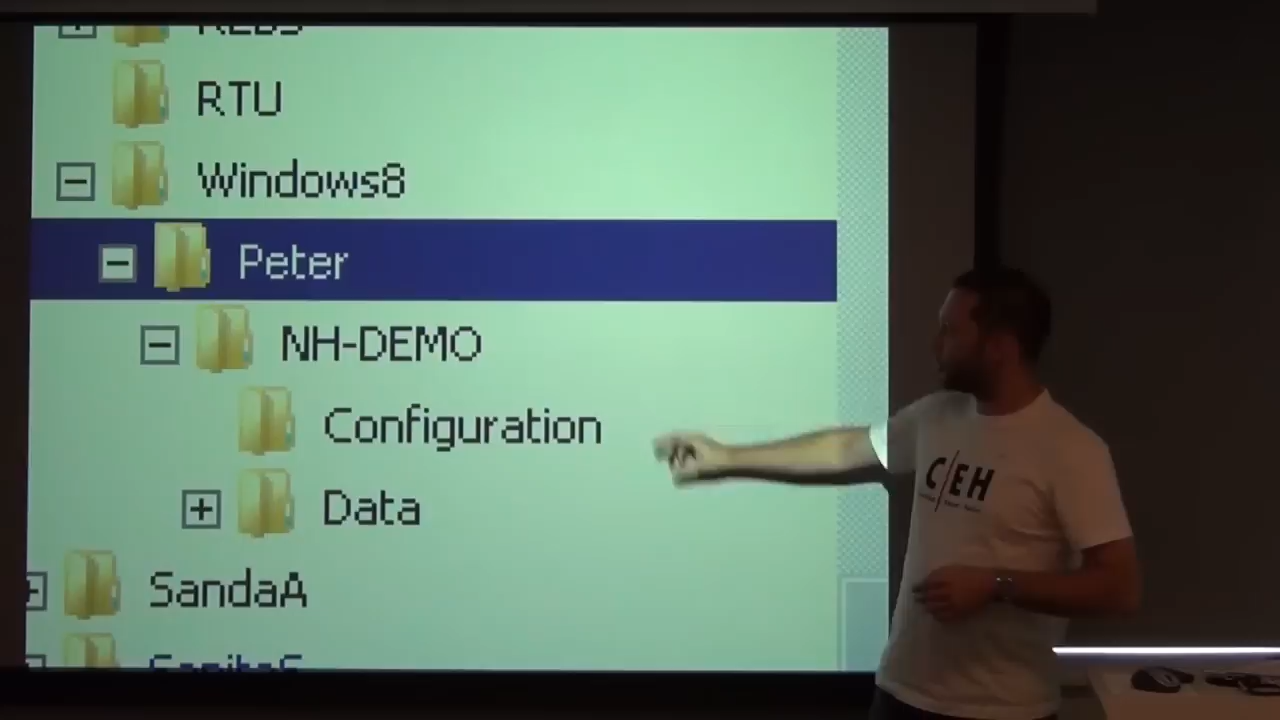 RTU
Windows8
Peter
NH-DEMO
Configuration
Data
SandaA
C/EH